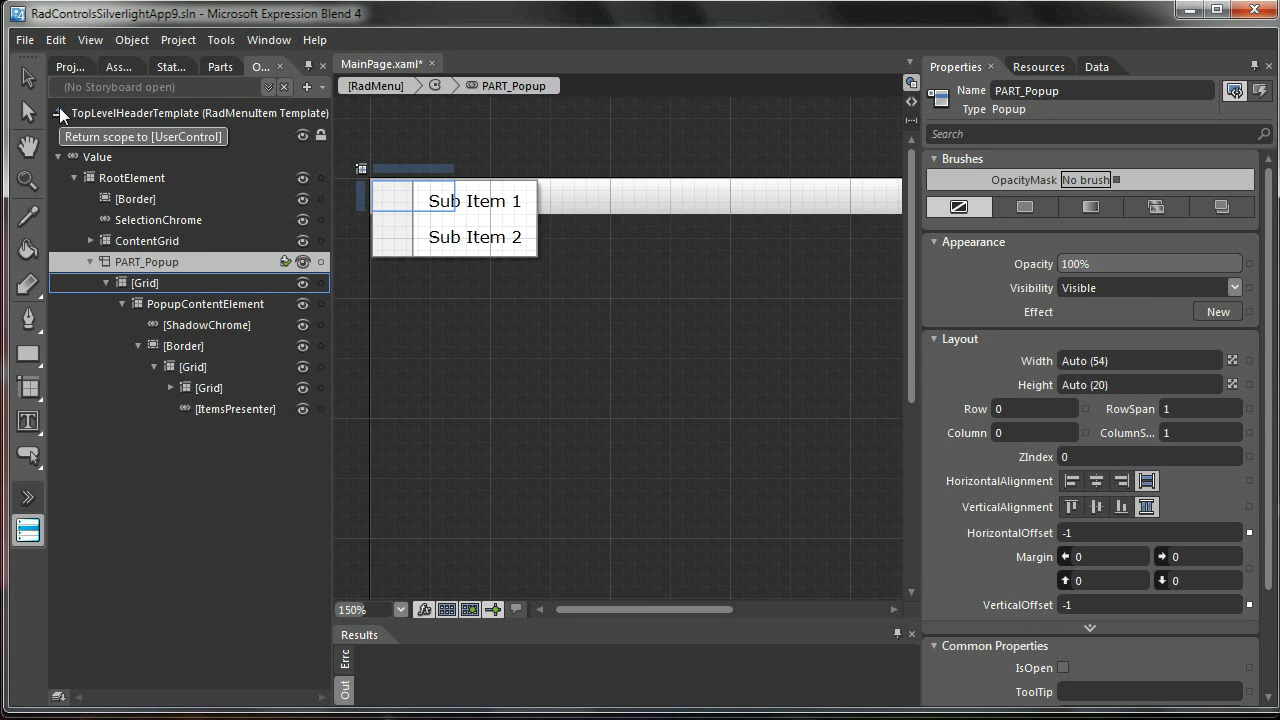 RadControlsSilverlightApp9.sln - Microsoft Expression Blend 4
File Edit View Object Project Tools Window Help
Proj... Ass... Stat... Parts O... ×
(No Storyboard open)
TopLevelHeaderTemplate (RadMenuItem Template)
Return scope to [UserControl]
Value
RootElement
[Border]
SelectionChrome
ContentGrid
PART_Popup
[Grid]
PopupContentElement
[ShadowChrome]
[Border]
[Grid]
[Grid]
[ItemsPresenter]
MainPage.xaml* ×
[RadMenu] PART_Popup
Sub Item 1
Sub Item 2
150%
Results
Errc
Out
Properties × Resources Data
Name PART_Popup
Type Popup
Search
Brushes
OpacityMask No brush
Appearance
Opacity 100%
Visibility Visible
Effect New
Layout
Width Auto (54)
Height Auto (20)
Row 0 RowSpan 1
Column 0 ColumnS... 1
ZIndex 0
HorizontalAlignment
VerticalAlignment
HorizontalOffset -1
Margin 0 0
0 0
VerticalOffset -1
Common Properties
IsOpen
ToolTip